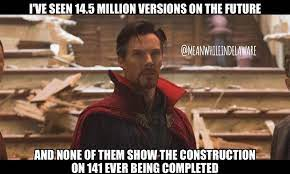 I'VE SEEN 14.5 MILLION VERSIONS ON THE FUTURE
@MEANWHILEINDELAWARE
AND NONE OF THEM SHOW THE CONSTRUCTION
ON 141 EVER BEING COMPLETED